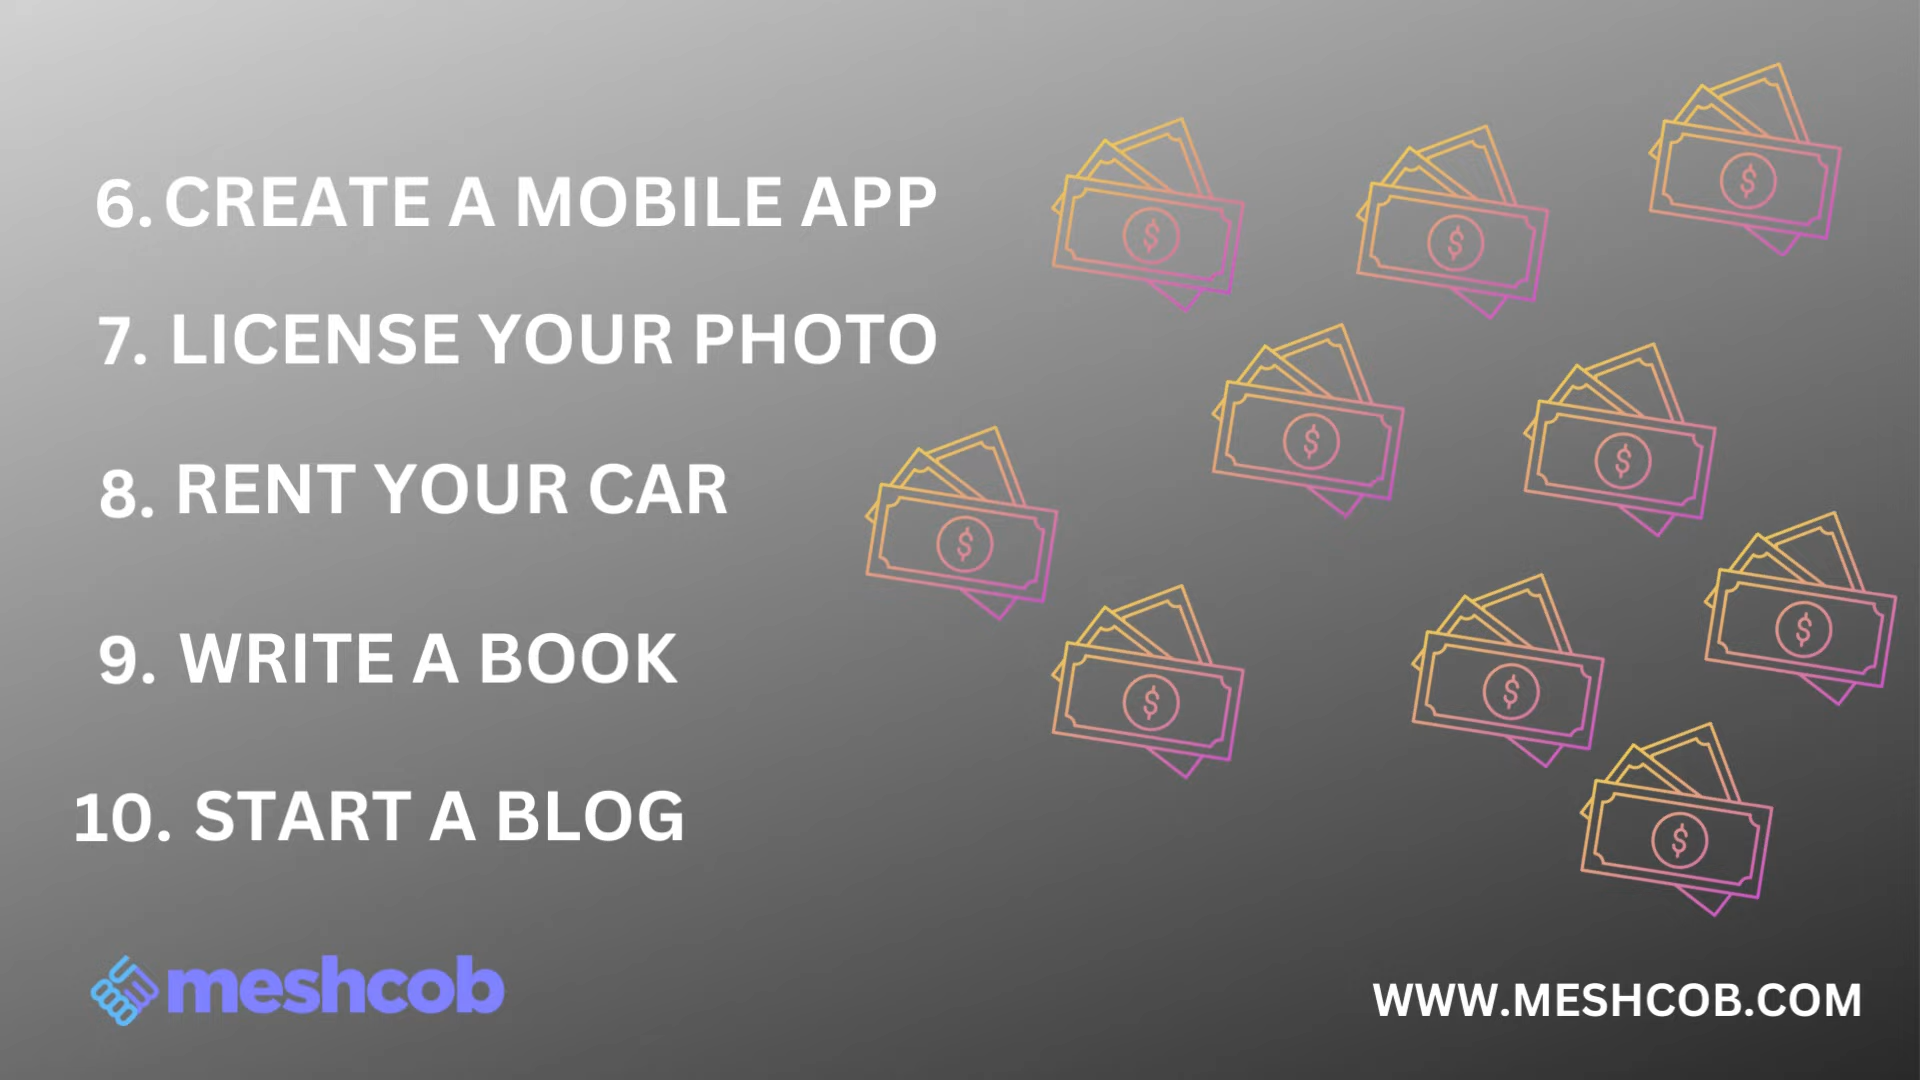 6. CREATE A MOBILE APP
7. LICENSE YOUR PHOTO
8. RENT YOUR CAR
9. WRITE A BOOK
10. START A BLOG
meshcob
WWW.MESHCOB.COM